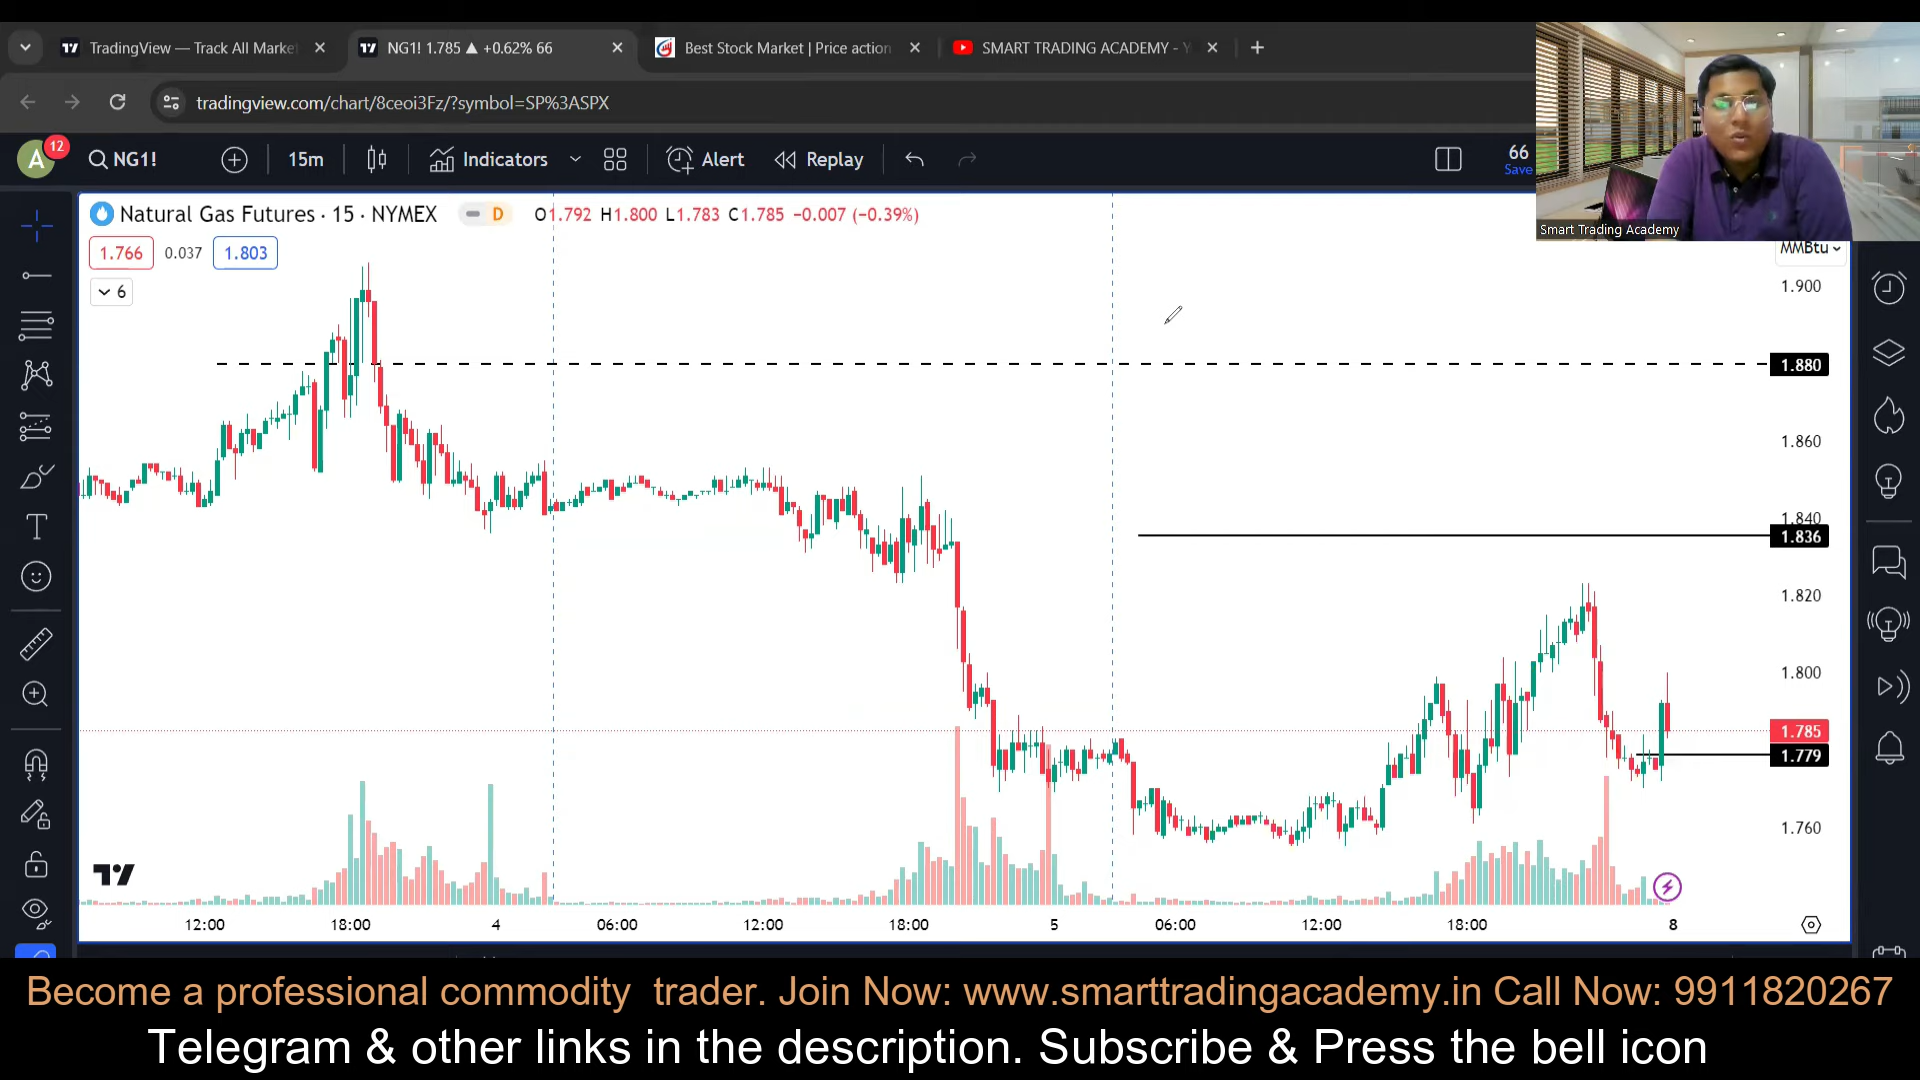 TradingView — Track All Marke
NG1! 1.785 ▲ +0.62% 66
Best Stock Market | Price action
SMART TRADING ACADEMY - Y
tradingview.com/chart/8ceoi3Fz/?symbol=SP%3ASPX
A 12 NG1! 15m Indicators Alert Replay 66
Save
Smart Trading Academy
Natural Gas Futures · 15 · NYMEX D O1.792 H1.800 L1.783 C1.785 −0.007 (−0.39%)
1.766 0.037 1.803
MMBtu
6
1.900
1.880
1.860
1.840
1.836
1.820
1.800
1.785
1.779
1.760
12:00 18:00 4 06:00 12:00 18:00 5 06:00 12:00 18:00 8
Become a professional commodity trader. Join Now: www.smarttradingacademy.in Call Now: 9911820267
Telegram & other links in the description. Subscribe & Press the bell icon